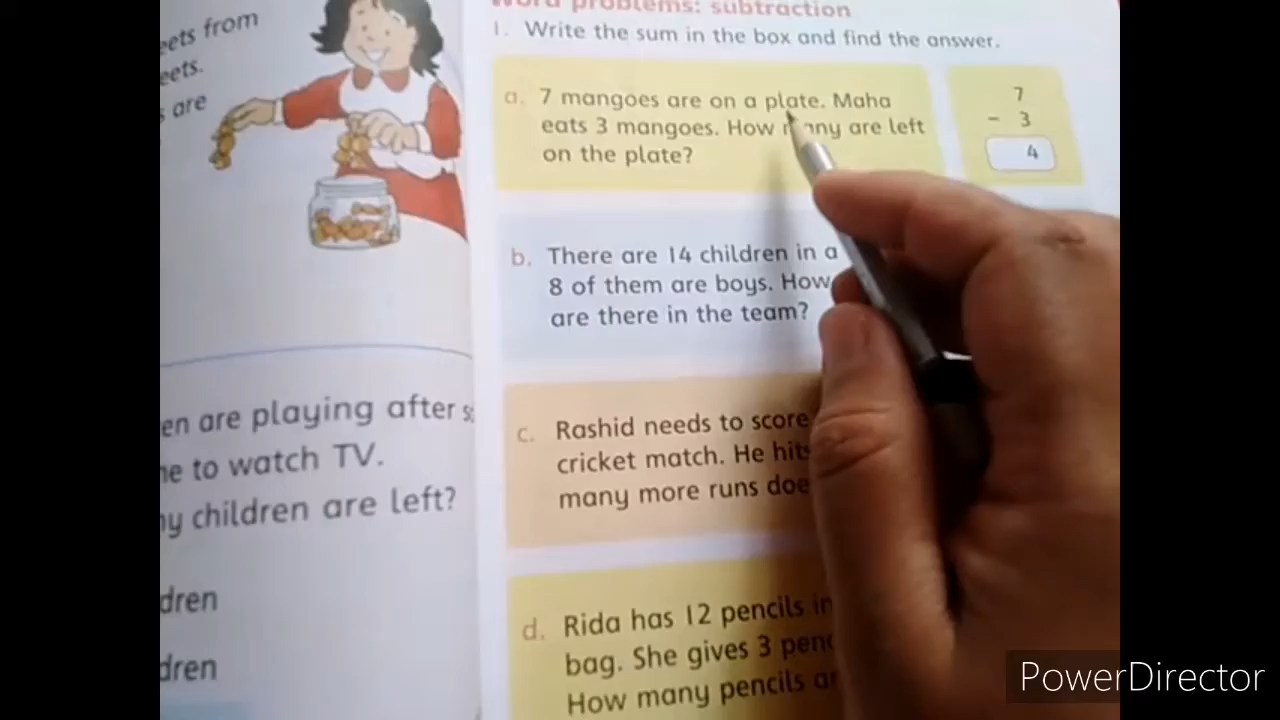 eets from
eets.
are
en are playing after
to watch TV.
children are left?
dren
dren
Word problems: subtraction
1. Write the sum in the box and find the answer.
a. 7 mangoes are on a plate. Maha
eats 3 mangoes. How many are left
on the plate?
7
- 3
4
b. There are 14 children in a
8 of them are boys. How
are there in the team?
c. Rashid needs to score
cricket match. He hits
many more runs doe
d. Rida has 12 pencils in
bag. She gives 3 penc
How many pencils ar
PowerDirector